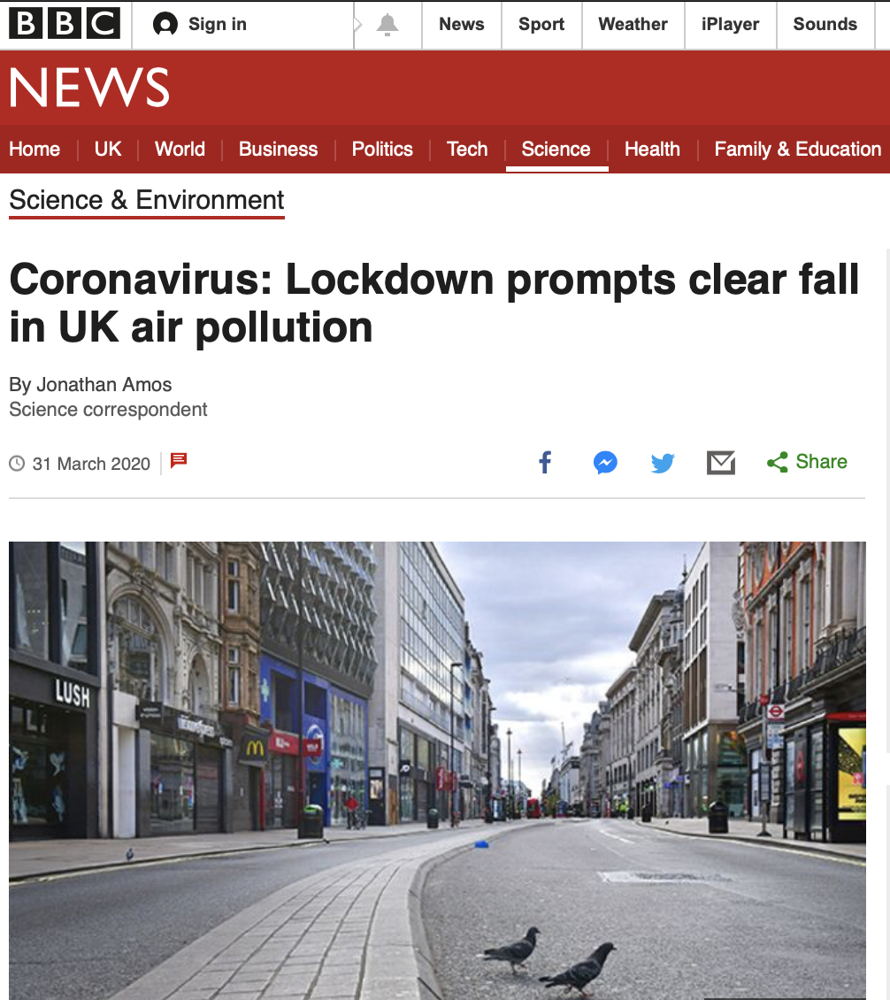 BBC Sign in News Sport Weather iPlayer Sounds
NEWS
Home UK World Business Politics Tech Science Health Family & Education
Science & Environment
Coronavirus: Lockdown prompts clear fall
in UK air pollution
By Jonathan Amos
Science correspondent
31 March 2020 Share
LUSH